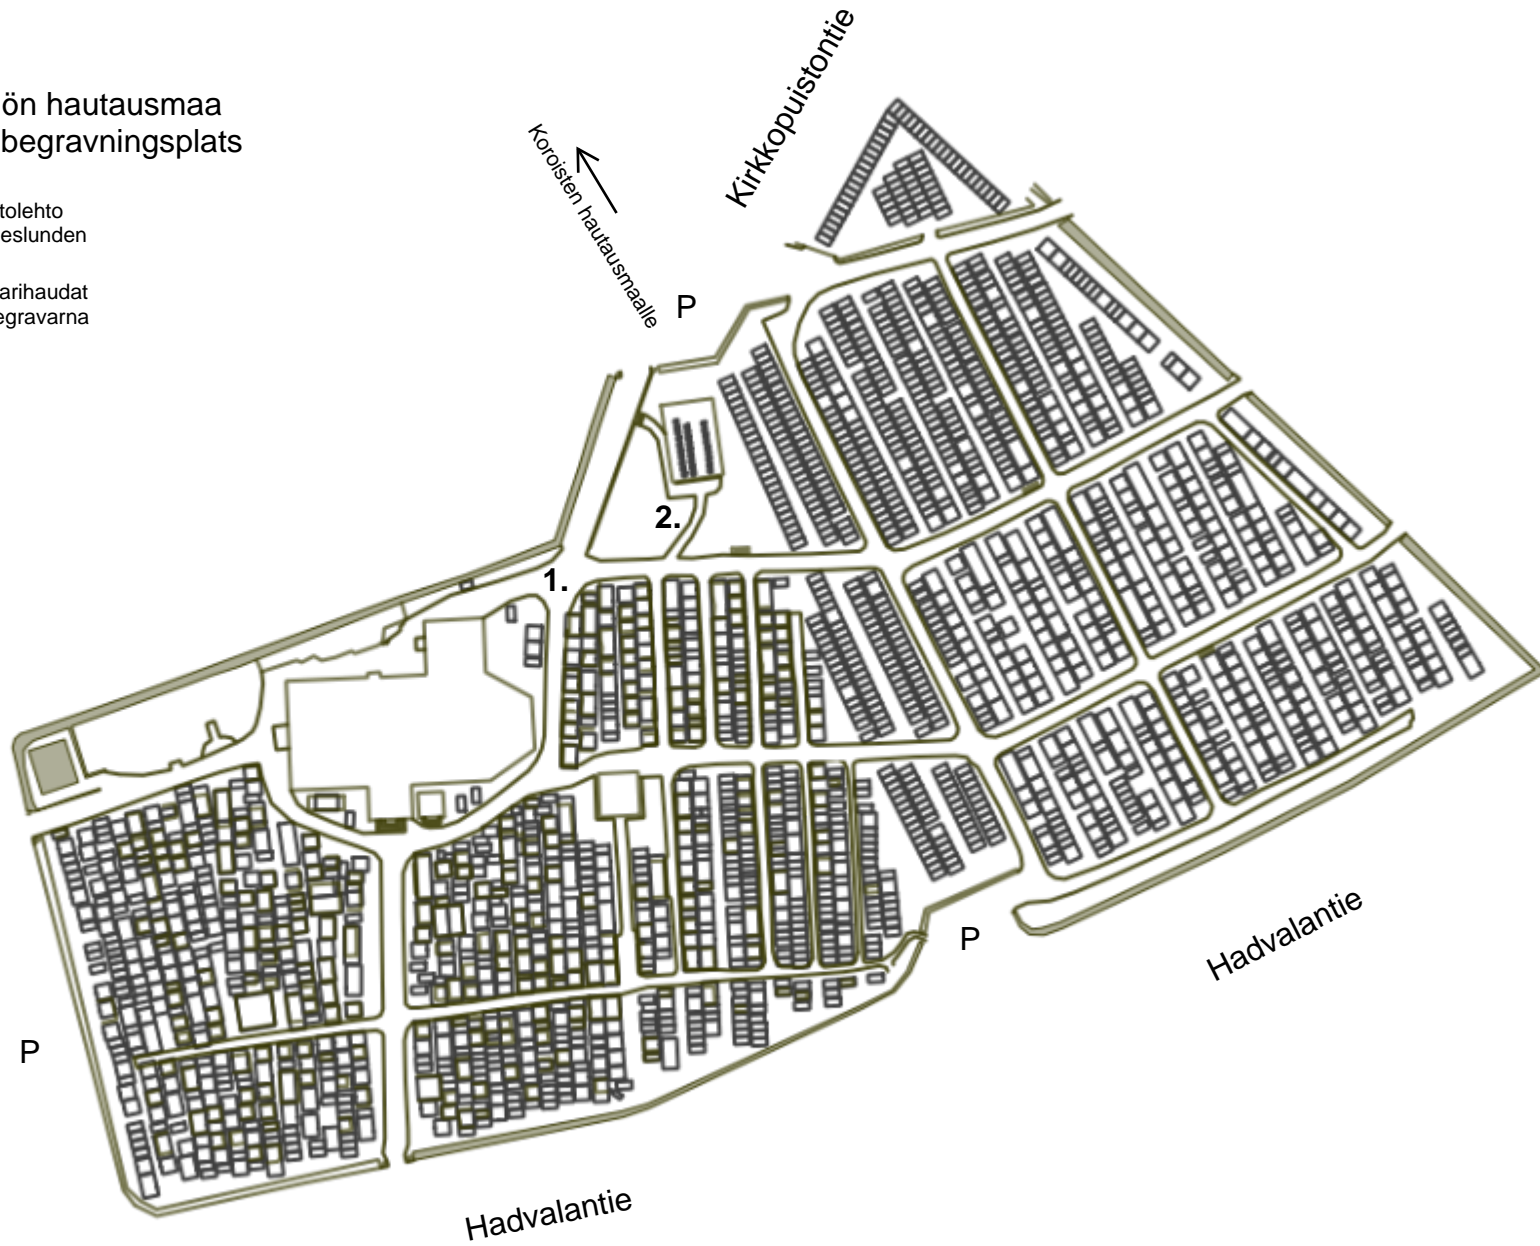 ön hautausmaa
begravningsplats
tolehto
eslunden
arihaudat
egravarna
Koroisten hautausmaalle
Kirkkopuistontie
P
2.
1.
P
Hadvalantie
P
Hadvalantie